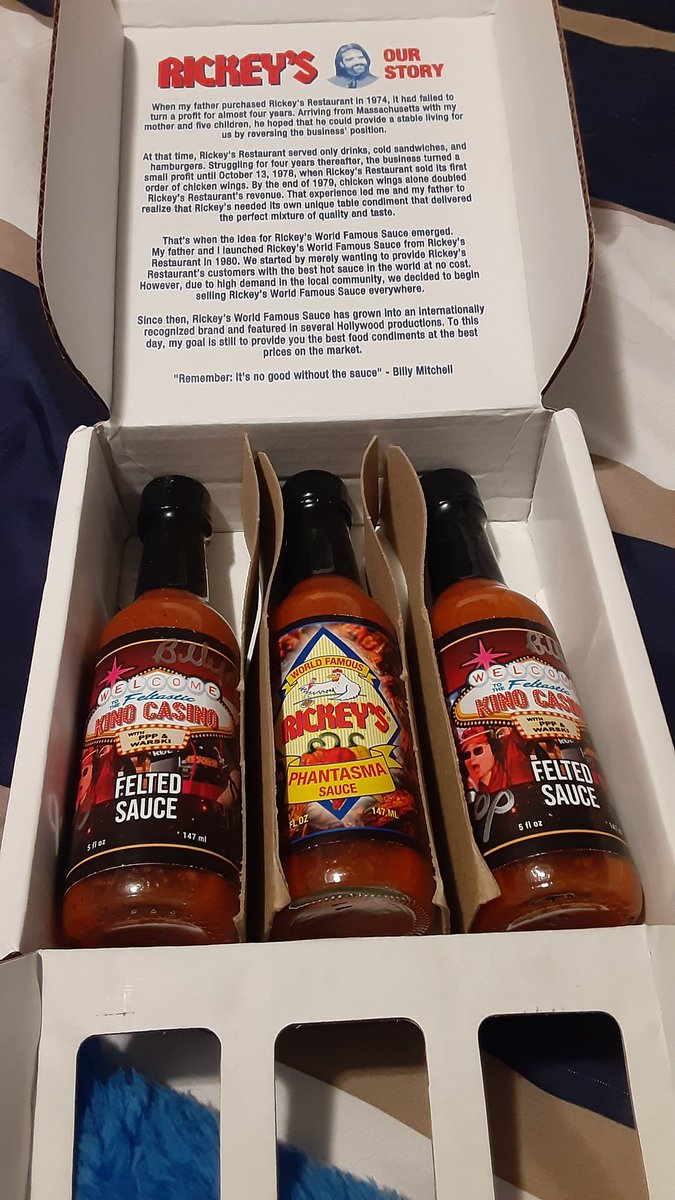 RICKEY'S
OUR
STORY
When my father purchased Rickey's Restaurant in 1974, it had failed to
turn a profit for almost four years. Arriving from Massachusetts with my
mother and five children, he hoped that he could provide a stable living for
us by reversing the business' position.
At that time, Rickey's Restaurant served only drinks, cold sandwiches, and
hamburgers. Struggling for four years thereafter, the business turned a
small profit until October 13, 1978, when Rickey's Restaurant sold its first
order of chicken wings. By the end of 1979, chicken wings alone doubled
Rickey's Restaurant's revenue. That experience led me and my father to
realize that Rickey's needed its own unique table condiment that delivered
the perfect mixture of quality and taste.
That's when the idea for Rickey's World Famous Sauce emerged.
My father and I launched Rickey's World Famous Sauce from Rickey's
Restaurant in 1980. We started by merely wanting to provide Rickey's
Restaurant's customers with the best hot sauce in the world at no cost.
However, due to high demand in the local community, we decided to begin
selling Rickey's World Famous Sauce everywhere.
Since then, Rickey's World Famous Sauce has grown into an internationally
recognized brand and featured in several Hollywood productions. To this
day, my goal is still to provide you the best food condiments at the best
prices on the market.
"Remember: It's no good without the sauce" - Billy Mitchell
Billy
WELCOME
TO THE Feltastic
KINO CASINO
WITH
PPP &
WARSKI
FELTED
SAUCE
5 fl oz
147 ml
WORLD FAMOUS
RICKEY'S
PHANTASMA
SAUCE
FL OZ
147 ML
WELCOME
TO THE Feltastic
KINO CASINO
WITH
PPP &
WARSKI
FELTED
SAUCE
5 fl oz